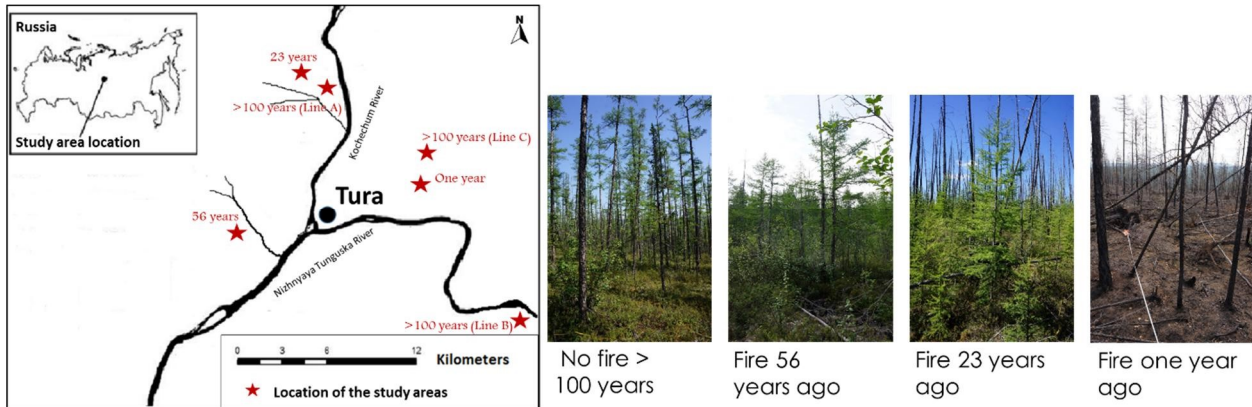 Russia
Study area location
N
23 years
>100 years (Line A)
Kochechum River
>100 years (Line C)
One year
Tura
56 years
Nizhnyaya Tunguska River
>100 years (Line B)
0 3 6 12
Kilometers
Location of the study areas
No fire >
100 years
Fire 56
years ago
Fire 23 years
ago
Fire one year
ago